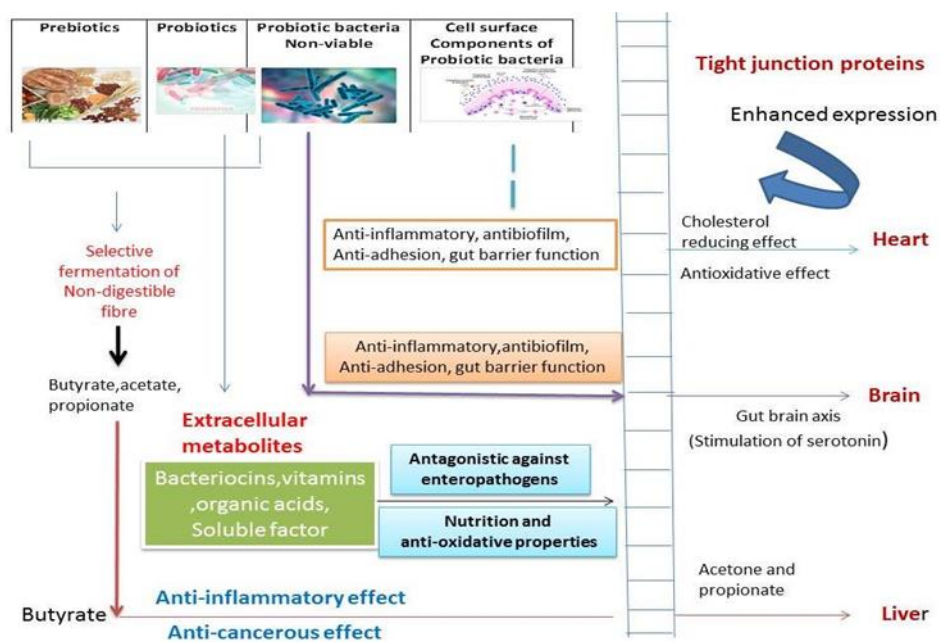 Prebiotics
Probiotics
Probiotic bacteria
Non-viable
Cell surface
Components of
Probiotic bacteria
PROBIOTICS
Tight junction proteins
Enhanced expression
Cholesterol
reducing effect
Heart
Antioxidative effect
Anti-inflammatory, antibiofilm,
Anti-adhesion, gut barrier function
Selective
fermentation of
Non-digestible
fibre
Anti-inflammatory,antibiofilm,
Anti-adhesion, gut barrier function
Butyrate,acetate,
propionate
Brain
Gut brain axis
(Stimulation of serotonin)
Extracellular
metabolites
Bacteriocins,vitamins
,organic acids,
Soluble factor
Antagonistic against
enteropathogens
Nutrition and
anti-oxidative properties
Acetone and
propionate
Butyrate
Anti-inflammatory effect
Anti-cancerous effect
Liver